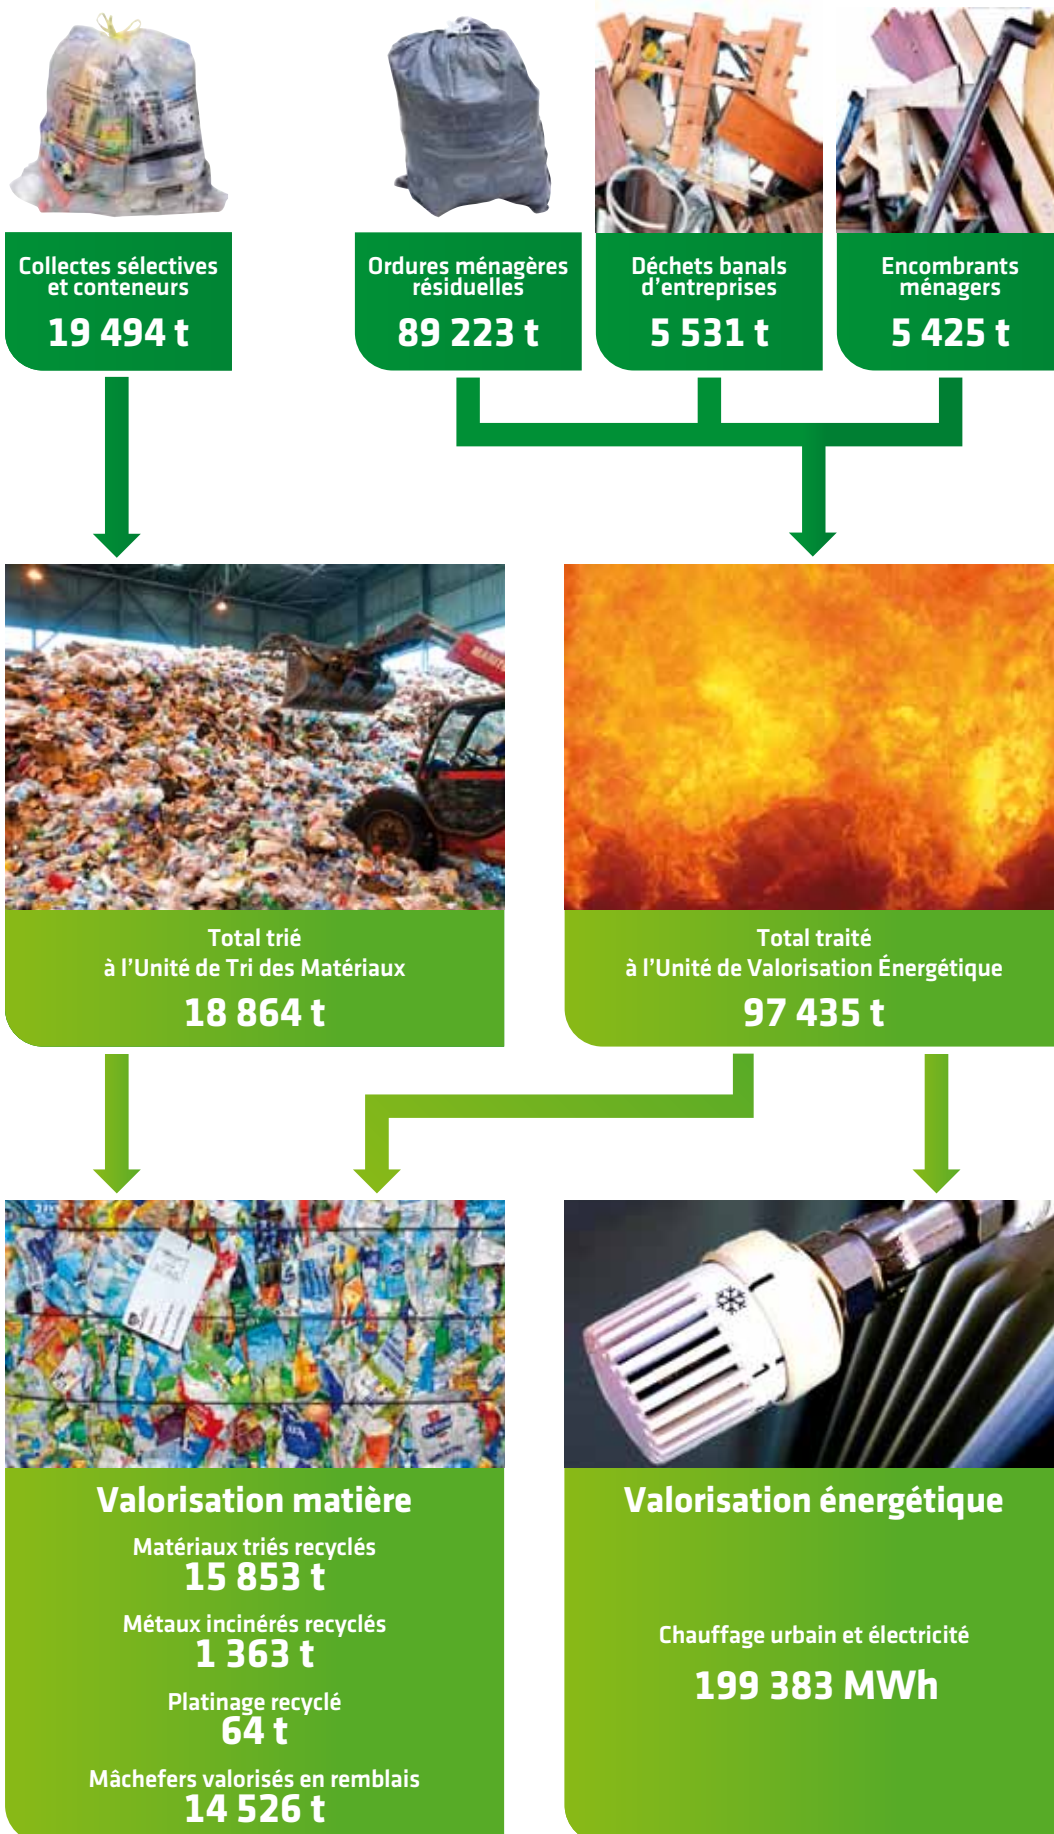 Collectes sélectives
et conteneurs
19 494 t
Ordures ménagères
résiduelles
89 223 t
Déchets banals
d'entreprises
5 531 t
Encombrants
ménagers
5 425 t
Total trié
à l'Unité de Tri des Matériaux
18 864 t
Total traité
à l'Unité de Valorisation Énergétique
97 435 t
Valorisation matière
Matériaux triés recyclés
15 853 t
Métaux incinérés recyclés
1 363 t
Platinage recyclé
64 t
Mâchefers valorisés en remblais
14 526 t
Valorisation énergétique
Chauffage urbain et électricité
199 383 MWh